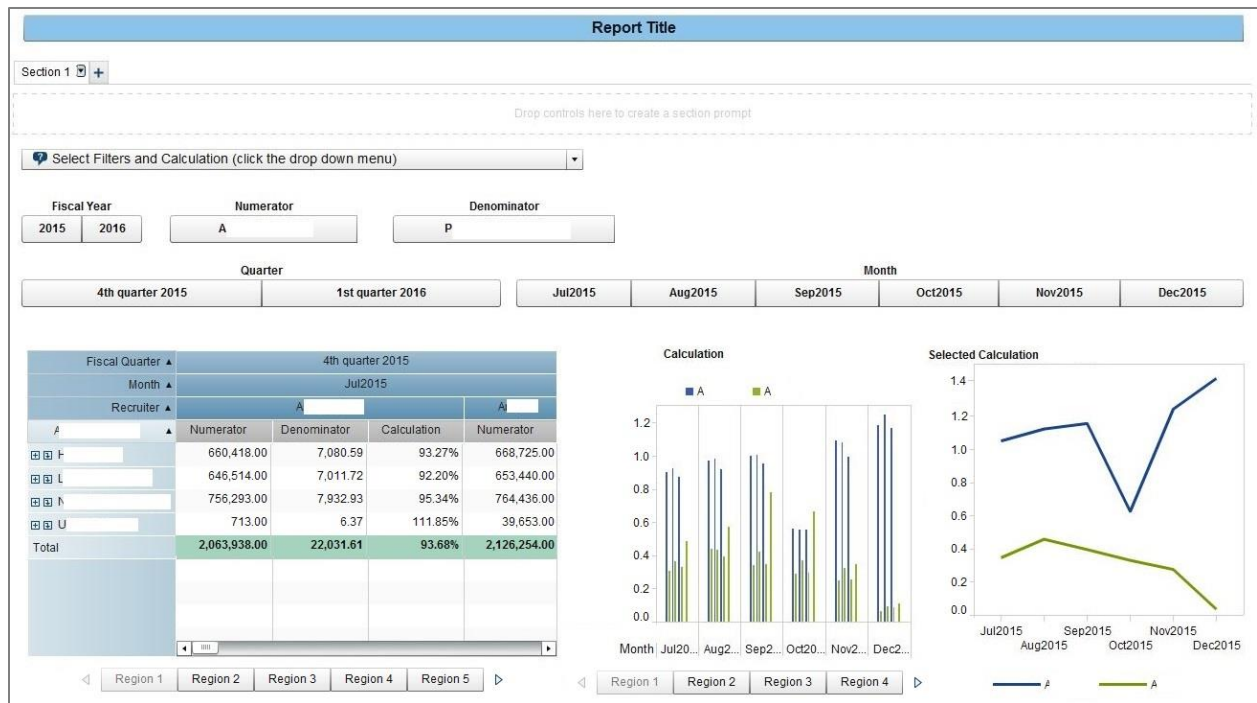 Report Title
Section 1
Drop controls here to create a section prompt
Select Filters and Calculation (click the drop down menu)
Fiscal Year Numerator Denominator
2015 2016 A P
Quarter Month
4th quarter 2015 1st quarter 2016 Jul2015 Aug2015 Sep2015 Oct2015 Nov2015 Dec2015
Fiscal Quarter 4th quarter 2015
Month Jul2015
Recruiter A
Numerator Denominator Calculation Numerator
660,418.00 7,080.59 93.27% 668,725.00
L 646,514.00 7,011.72 92.20% 653,440.00
N 756,293.00 7,932.93 95.34% 764,436.00
U 713.00 6.37 111.85% 39,653.00
Total 2,063,938.00 22,031.61 93.68% 2,126,254.00
Region 1 Region 2 Region 3 Region 4 Region 5
Calculation
A A
1.2
1.0
0.8
0.6
0.4
0.2
0.0
Month Jul20... Aug2... Sep2... Oct20... Nov2... Dec2...
Region 1 Region 2 Region 3 Region 4
Selected Calculation
1.4
1.2
1.0
0.8
0.6
0.4
0.2
0.0
Jul2015 Sep2015 Nov2015
Aug2015 Oct2015 Dec2015
A